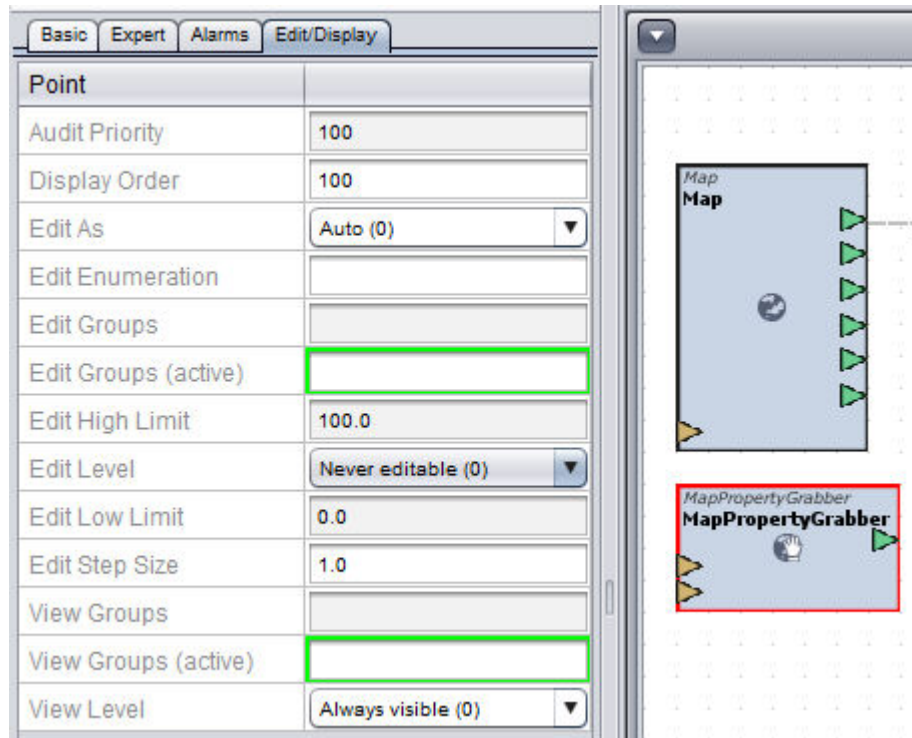 Basic Expert Alarms Edit/Display
Point
Audit Priority 100
Display Order 100
Edit As Auto (0)
Edit Enumeration
Edit Groups
Edit Groups (active)
Edit High Limit 100.0
Edit Level Never editable (0)
Edit Low Limit 0.0
Edit Step Size 1.0
View Groups
View Groups (active)
View Level Always visible (0)
Map
Map
MapPropertyGrabber
MapPropertyGrabber